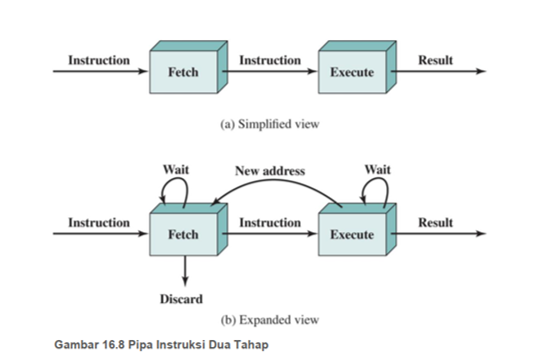 Instruction Fetch Instruction Execute Result
(a) Simplified view
Wait New address Wait
Instruction Fetch Instruction Execute Result
Discard
(b) Expanded view
Gambar 16.8 Pipa Instruksi Dua Tahap